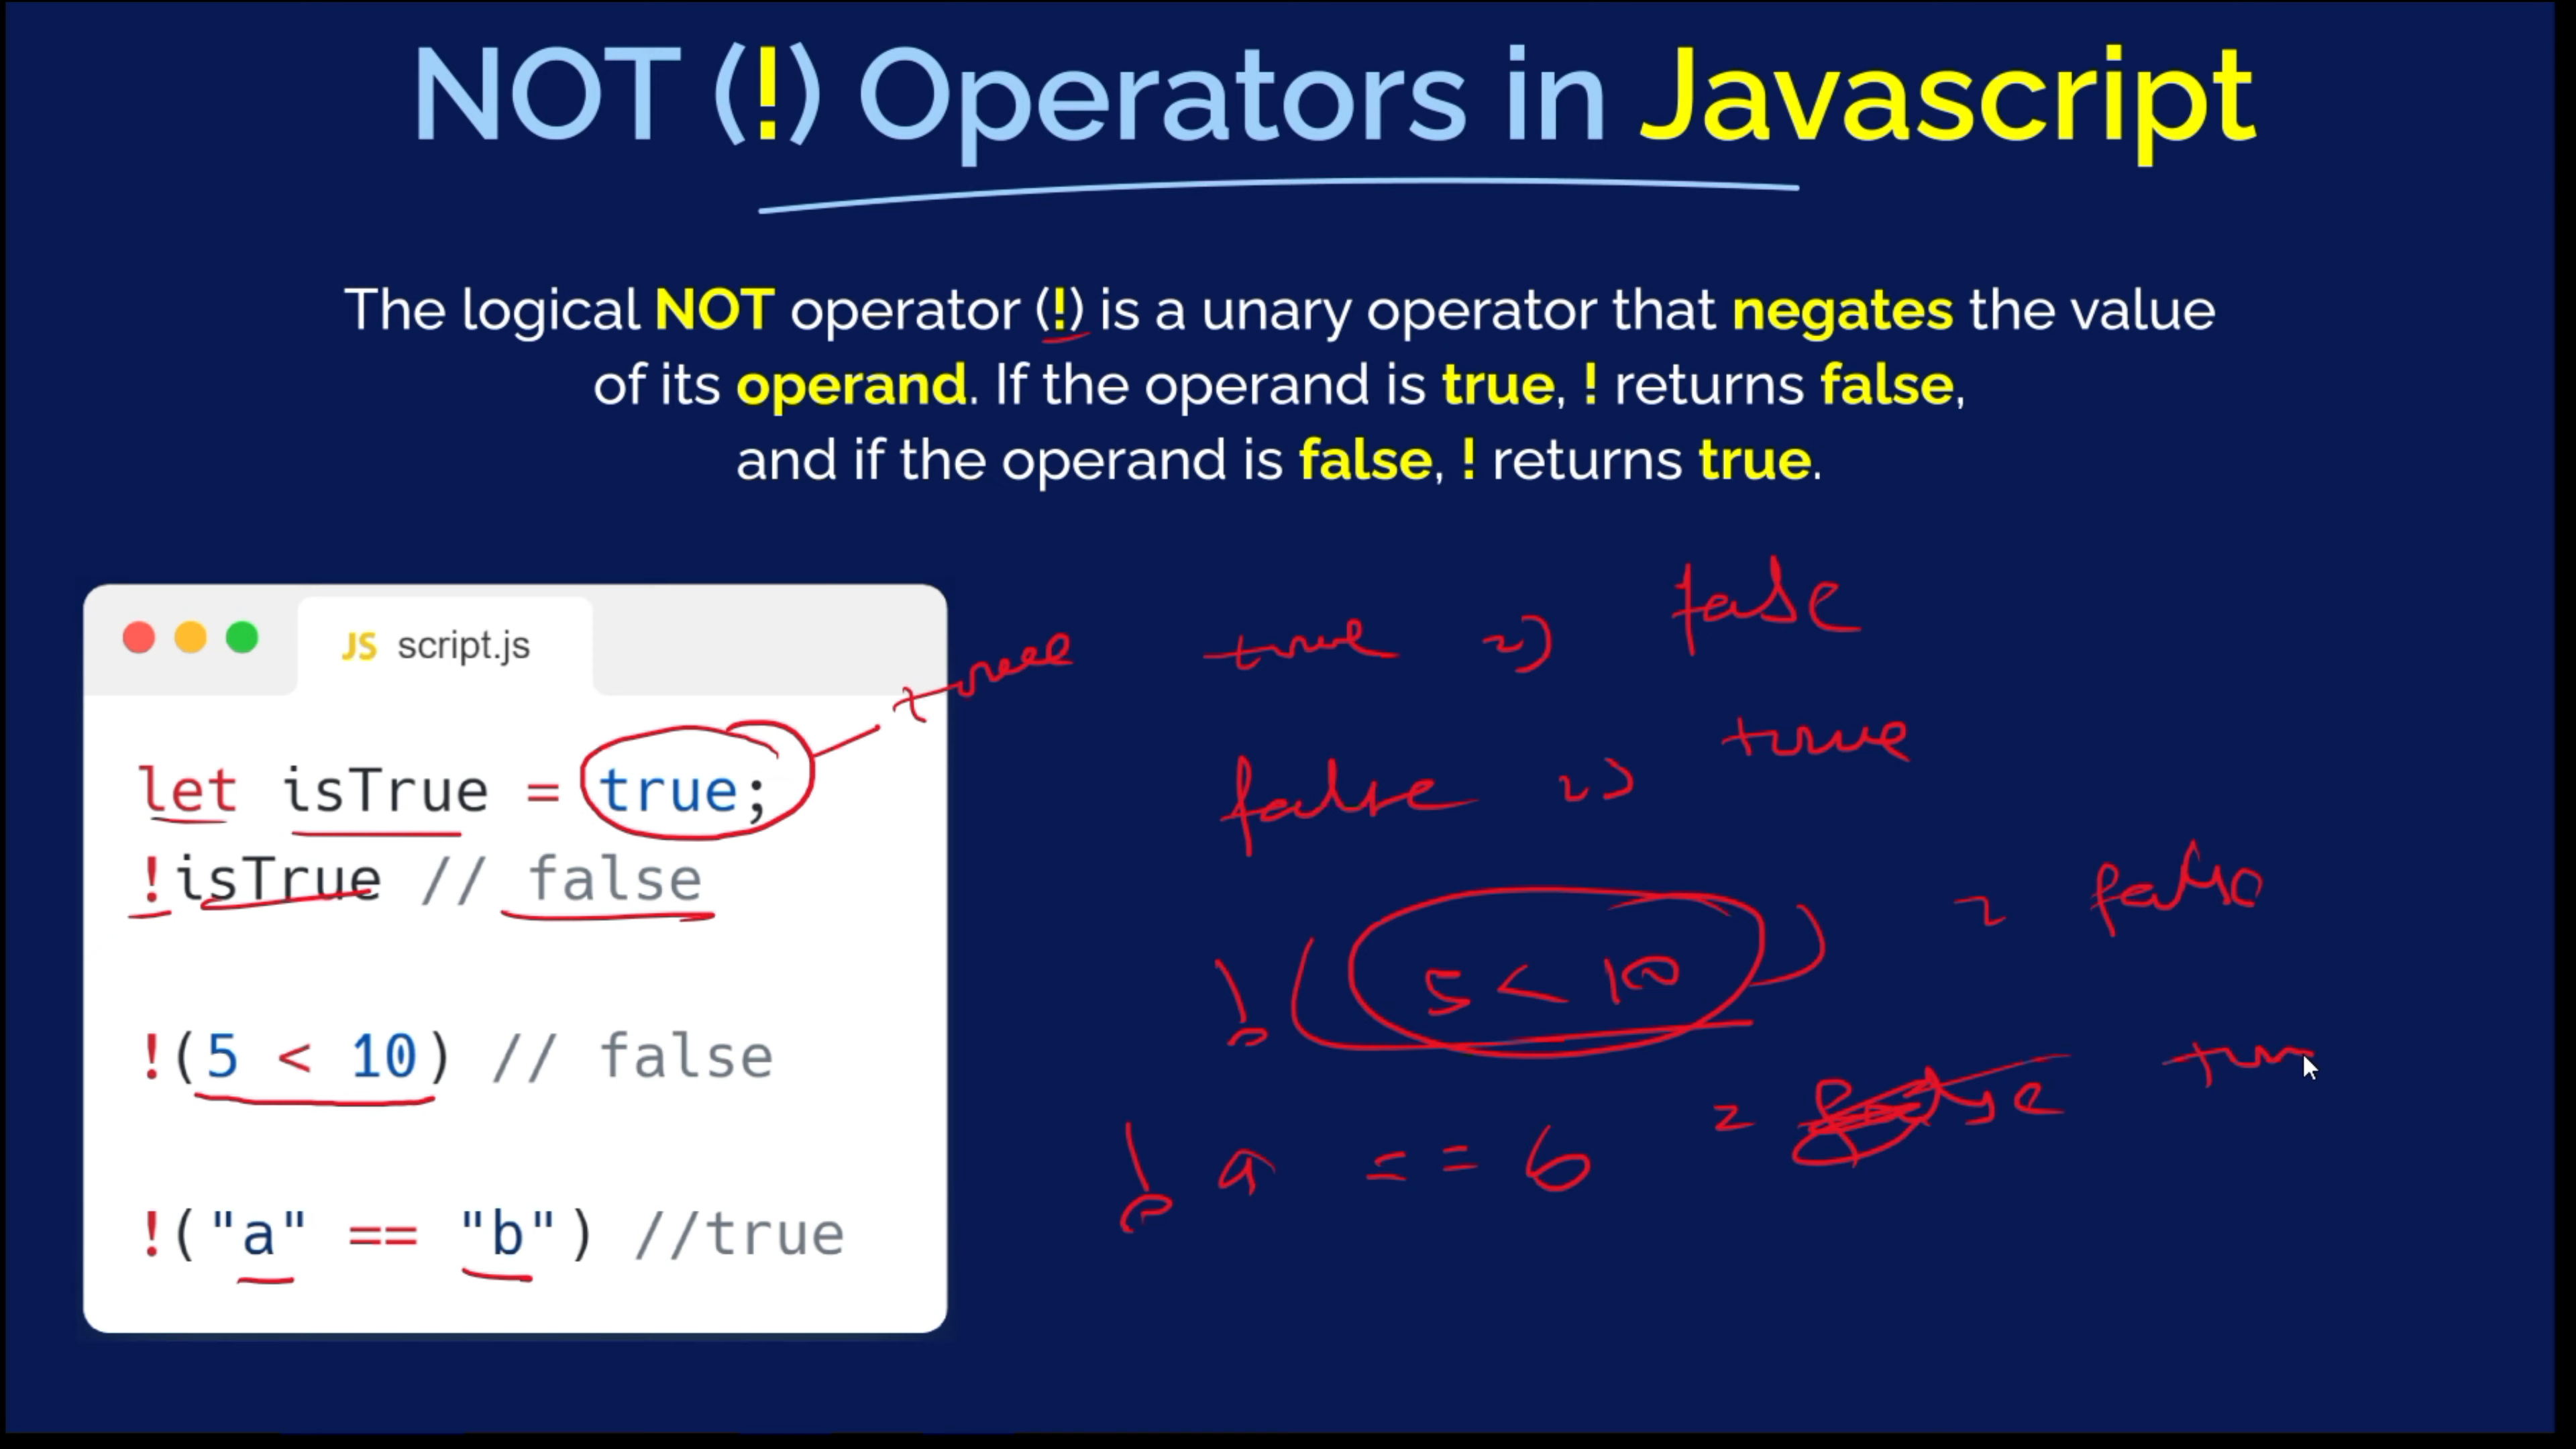 NOT (!) Operators in Javascript
The logical NOT operator (!) is a unary operator that negates the value
of its operand. If the operand is true, ! returns false,
and if the operand is false, ! returns true.
JS script.js
let isTrue = true;
!isTrue // false
!(5 < 10) // false
!("a" == "b") //true
true
true => false
false => true
!(5 < 10) = false
! a == 6 =